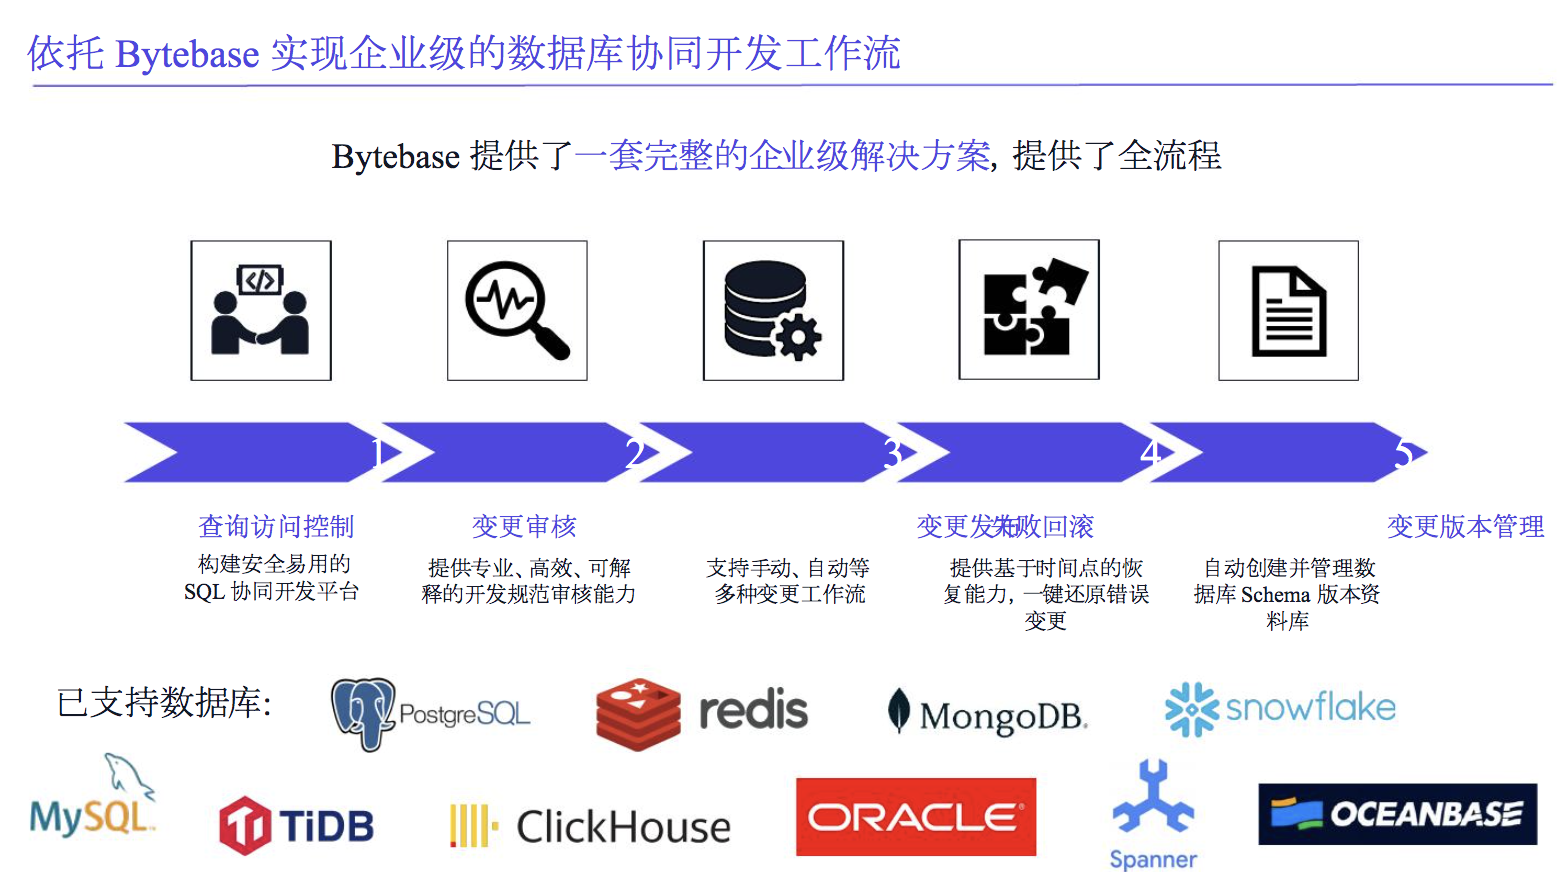 依托 Bytebase 实现企业级的数据库协同开发工作流
Bytebase 提供了一套完整的企业级解决方案, 提供了全流程
</>
1
2
3
4
5
查询访问控制
变更审核
变更发布
失败回滚
变更版本管理
构建安全易用的
SQL 协同开发平台
提供专业、高效、可解
释的开发规范审核能力
支持手动、自动等
多种变更工作流
提供基于时间点的恢
复能力, 一键还原错误
变更
自动创建并管理数
据库 Schema 版本资
料库
已支持数据库:
PostgreSQL
redis
MongoDB.
snowflake
MySQL
TiDB
ClickHouse
ORACLE
Spanner
OCEANBASE